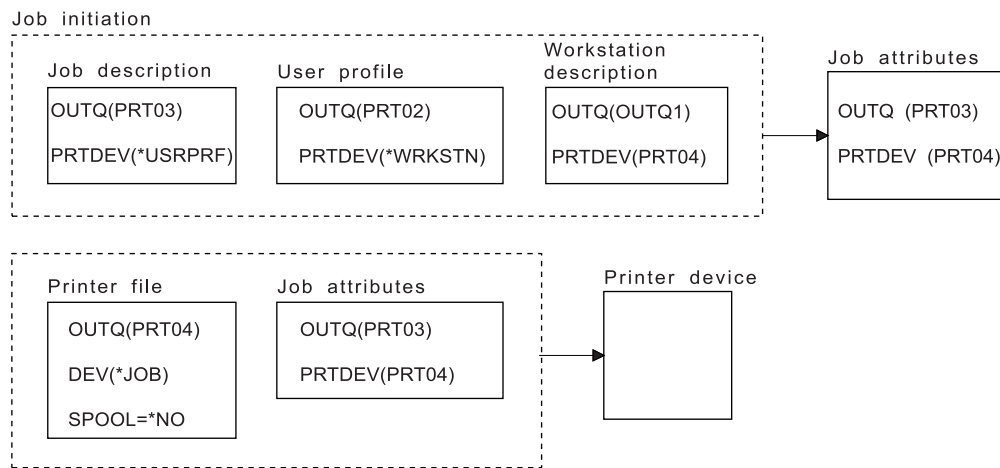 Job initiation
Job description
OUTQ(PRT03)
PRTDEV(*USRPRF)
User profile
OUTQ(PRT02)
PRTDEV(*WRKSTN)
Workstation
description
OUTQ(OUTQ1)
PRTDEV(PRT04)
Job attributes
OUTQ (PRT03)
PRTDEV (PRT04)
Printer file
OUTQ(PRT04)
DEV(*JOB)
SPOOL=*NO
Job attributes
OUTQ(PRT03)
PRTDEV(PRT04)
Printer device